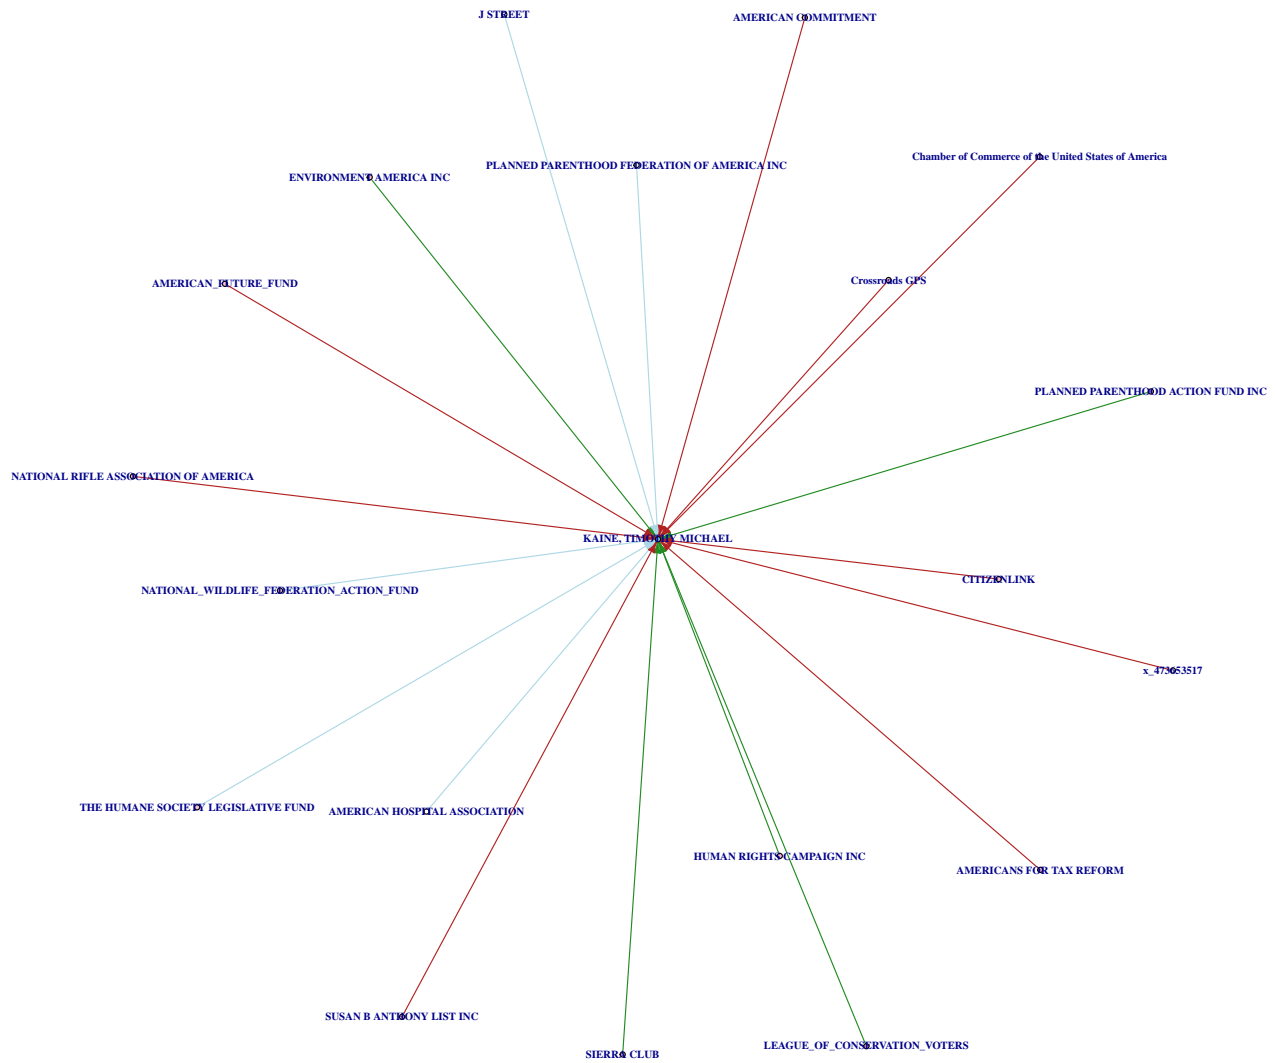 J STREET
AMERICAN COMMITMENT
Chamber of Commerce of the United States of America
PLANNED PARENTHOOD FEDERATION OF AMERICA INC
ENVIRONMENT AMERICA INC
AMERICAN_FUTURE_FUND
Crossroads GPS
PLANNED PARENTHOOD ACTION FUND INC
NATIONAL RIFLE ASSOCIATION OF AMERICA
KAINE, TIMOTHY MICHAEL
CITIZENLINK
NATIONAL_WILDLIFE_FEDERATION_ACTION_FUND
x_473653517
THE HUMANE SOCIETY LEGISLATIVE FUND
AMERICAN HOSPITAL ASSOCIATION
HUMAN RIGHTS CAMPAIGN INC
AMERICANS FOR TAX REFORM
SUSAN B ANTHONY LIST INC
LEAGUE_OF_CONSERVATION_VOTERS
SIERRA CLUB